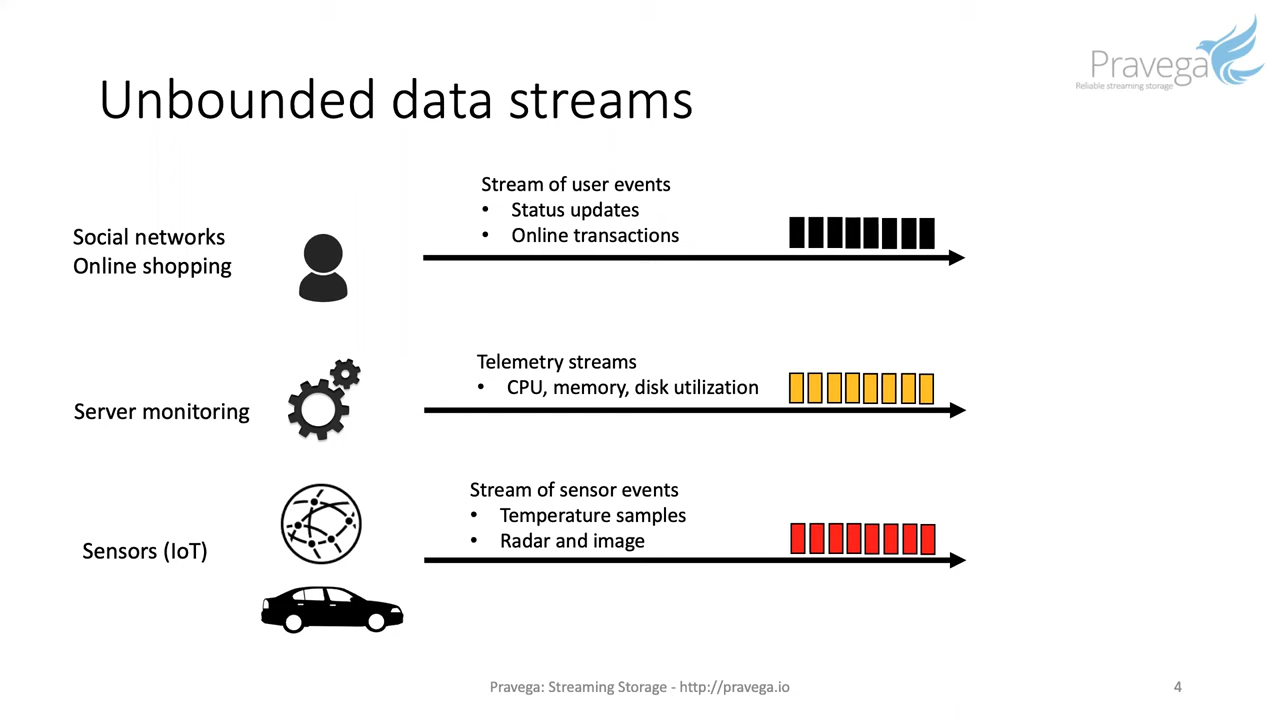 Pravega
Reliable streaming storage
Unbounded data streams
Social networks
Online shopping
Stream of user events
• Status updates
• Online transactions
Server monitoring
Telemetry streams
• CPU, memory, disk utilization
Sensors (IoT)
Stream of sensor events
• Temperature samples
• Radar and image
Pravega: Streaming Storage - http://pravega.io
4